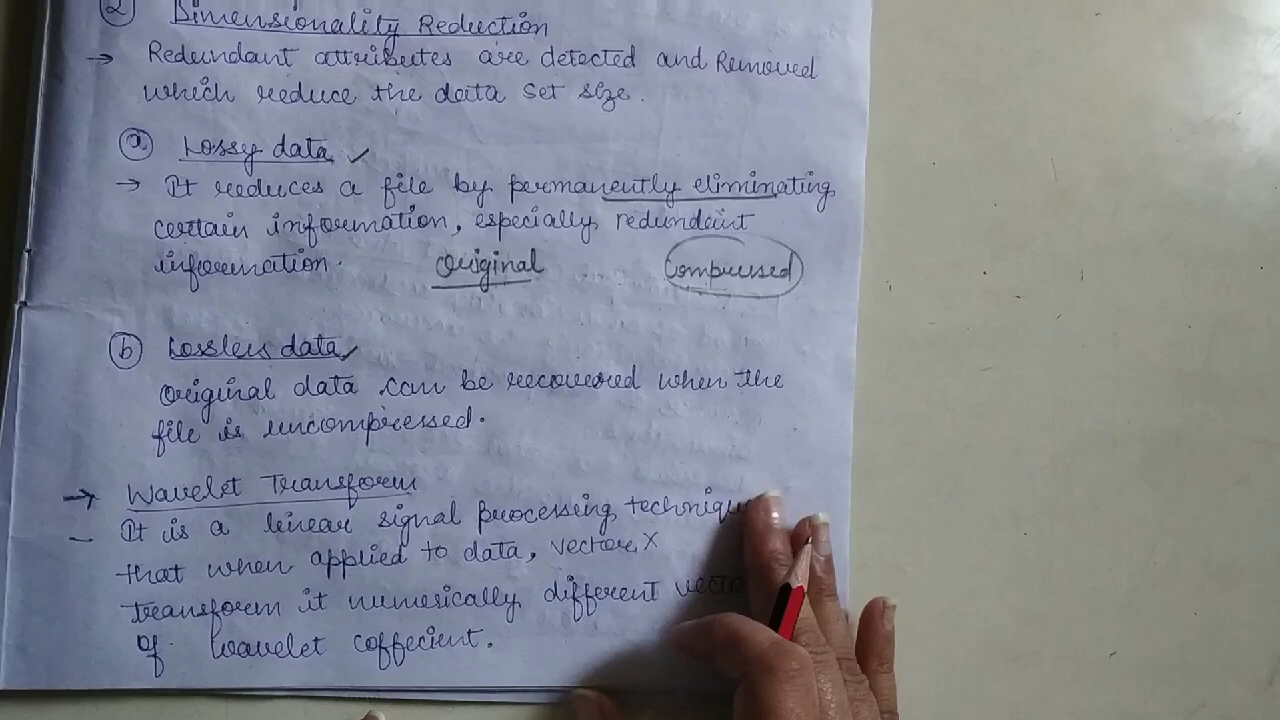 ② Dimensionality Reduction
→ Redundant attributes are detected and Removed
which reduce the data set size.
ⓐ Lossy data ✓
→ It reduces a file by permanently eliminating
certain information, especially redundant
information. Original Compressed
ⓑ Lossless data ✓
Original data can be recovered when the
file is uncompressed.
→ Wavelet Transform
- It is a linear signal processing technique
that when applied to data, vector X
transform it numerically different
of wavelet coffecient.